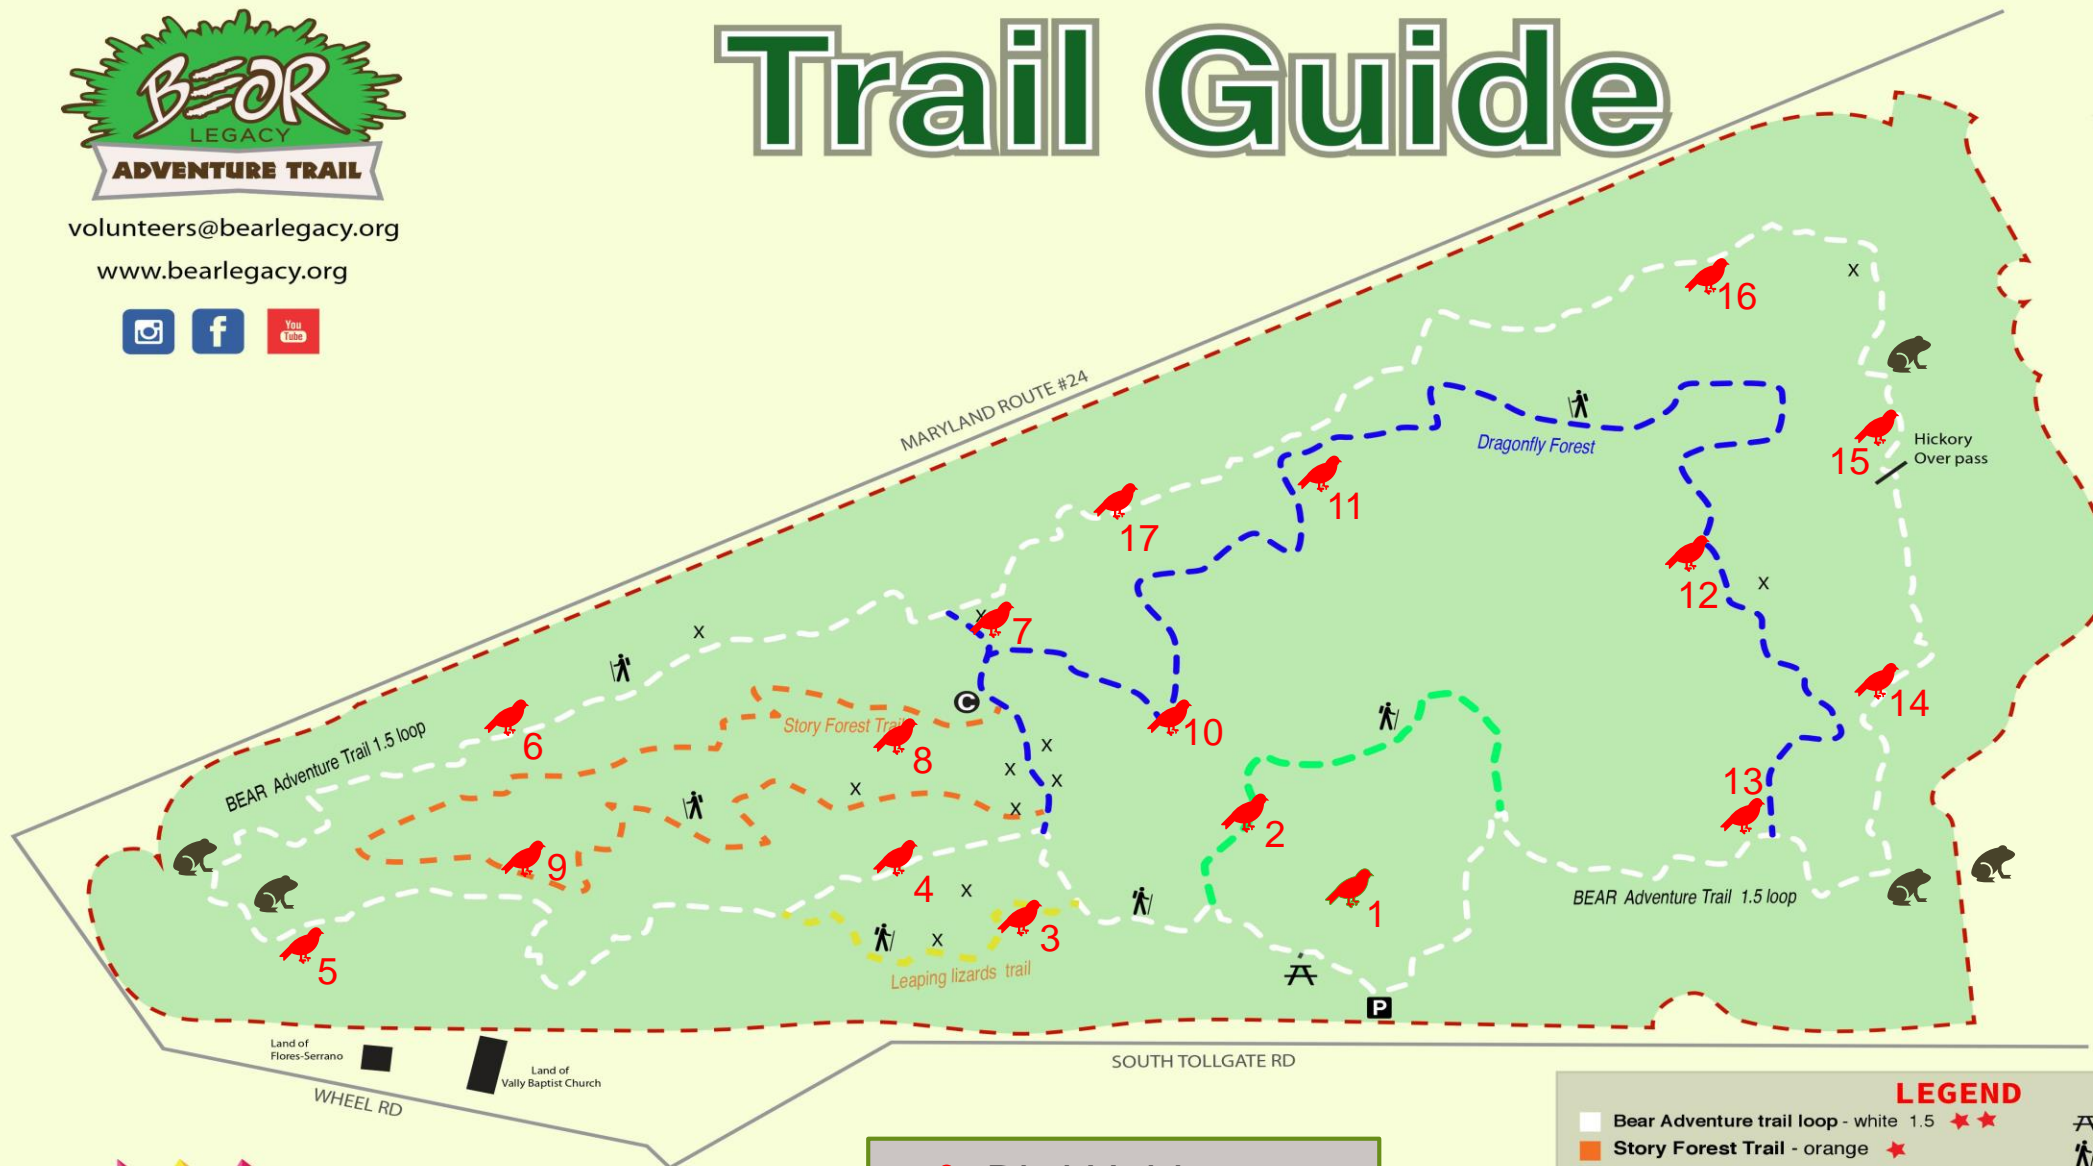 BEAR
LEGACY
ADVENTURE TRAIL
volunteers@bearlegacy.org
www.bearlegacy.org
You
Tube
Trail Guide
MARYLAND ROUTE #24
x
16
Hickory
Over pass
15
Dragonfly Forest
11
17
x
12
x
7
x
14
10
C
Story Forest Trail
6
8
BEAR Adventure Trail 1.5 loop
x
x
x
x
x
13
2
9
4
x
1
BEAR Adventure Trail 1.5 loop
3
x
5
Leaping lizards trail
P
Land of
Flores-Serrano
Land of
Vally Baptist Church
WHEEL RD
SOUTH TOLLGATE RD
LEGEND
Bear Adventure trail loop - white 1.5
Story Forest Trail - orange